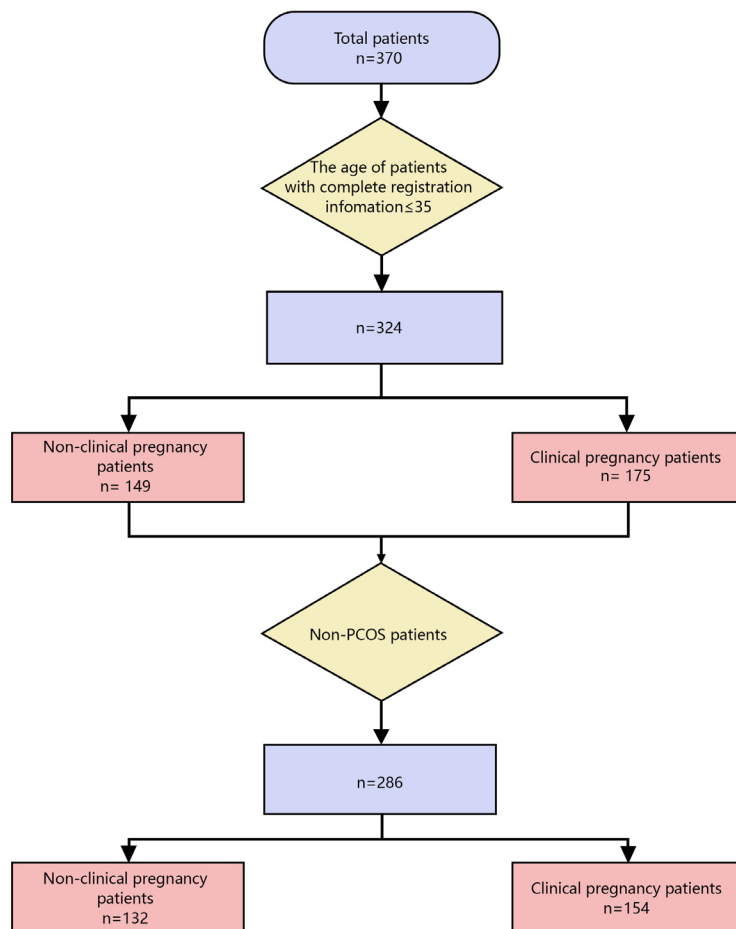 Total patients
n=370
The age of patients
with complete registration
infomation≤35
n=324
Non-clinical pregnancy
patients
n= 149
Clinical pregnancy patients
n= 175
Non-PCOS patients
n=286
Non-clinical pregnancy
patients
n=132
Clinical pregnancy patients
n=154